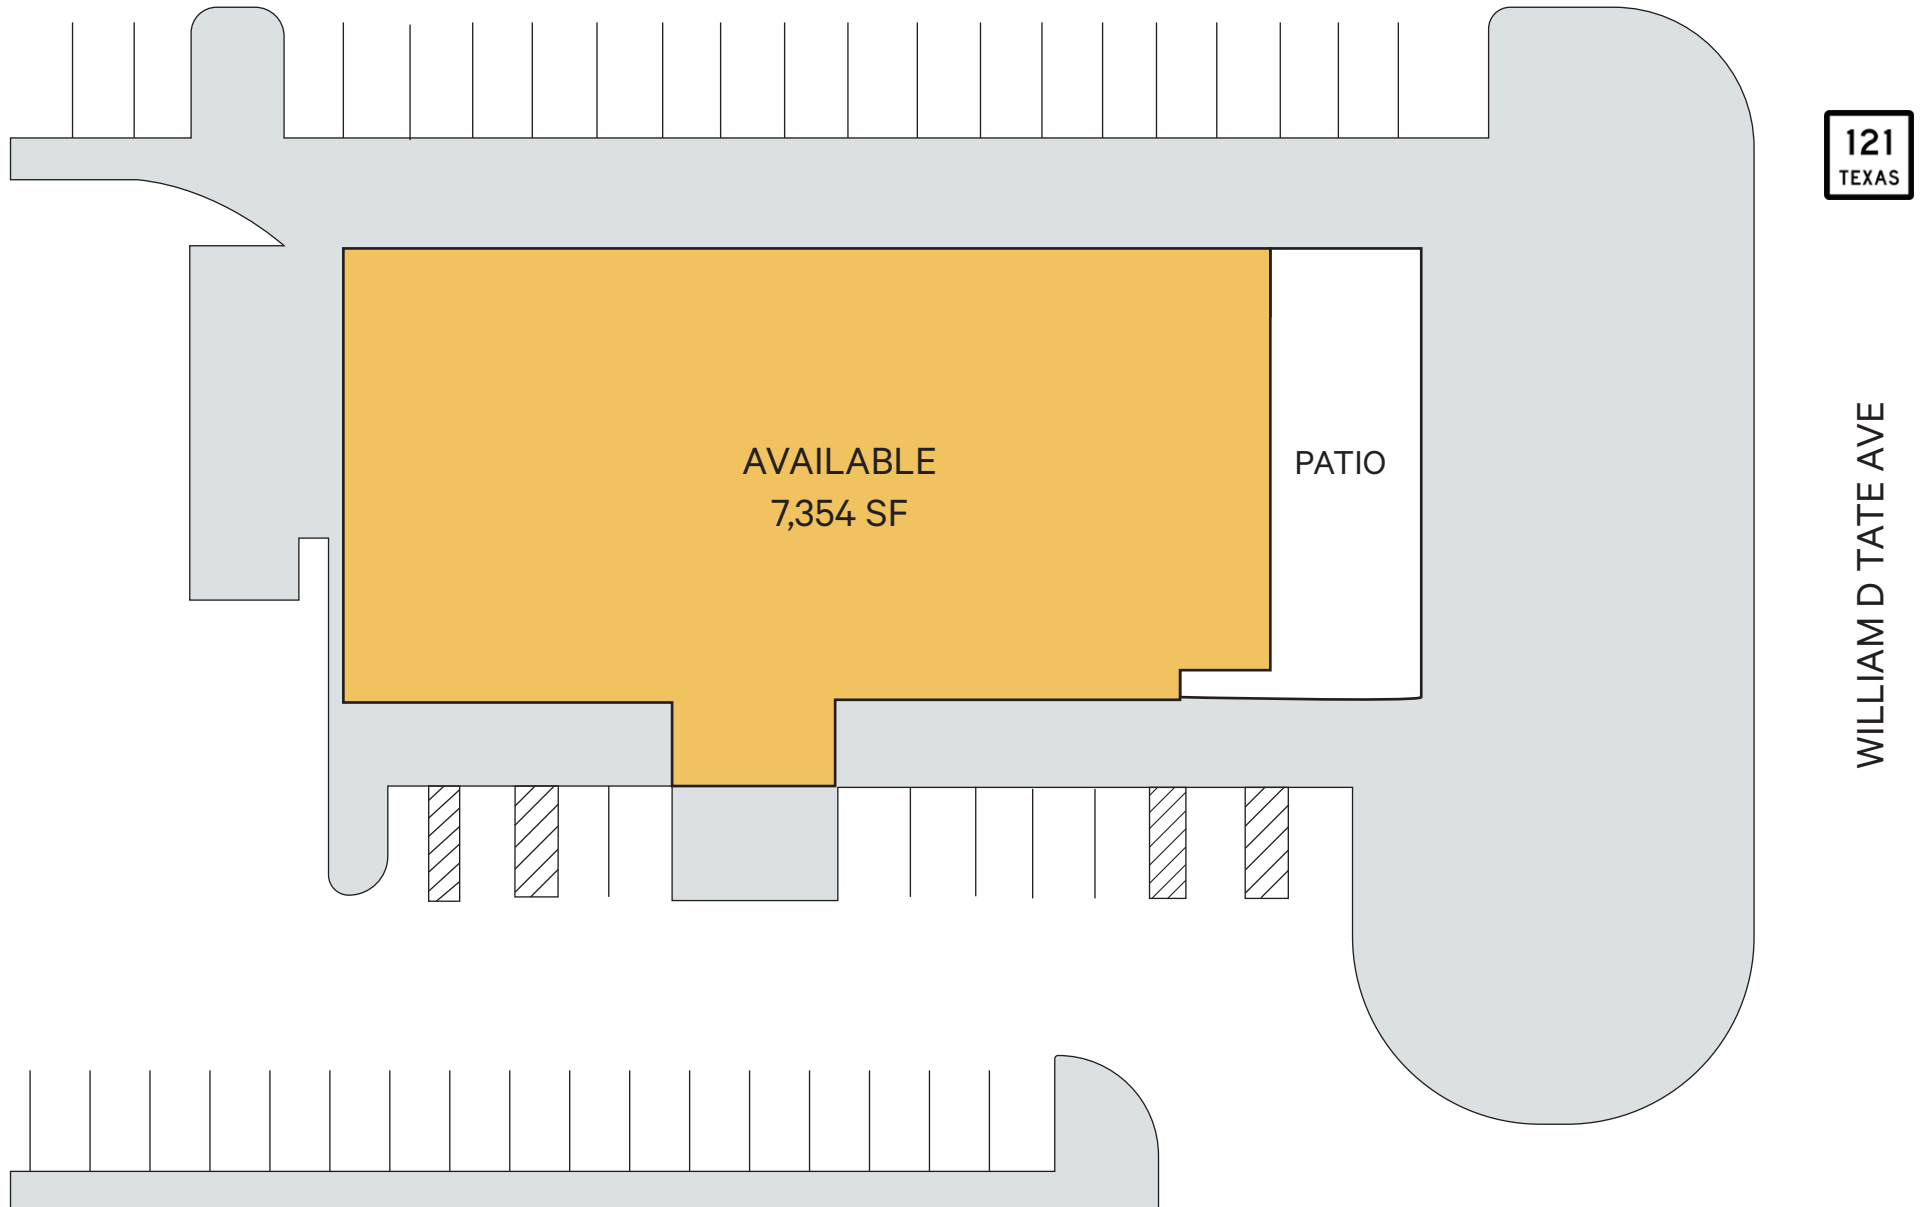 121
TEXAS
AVAILABLE
7,354 SF
PATIO
WILLIAM D TATE AVE